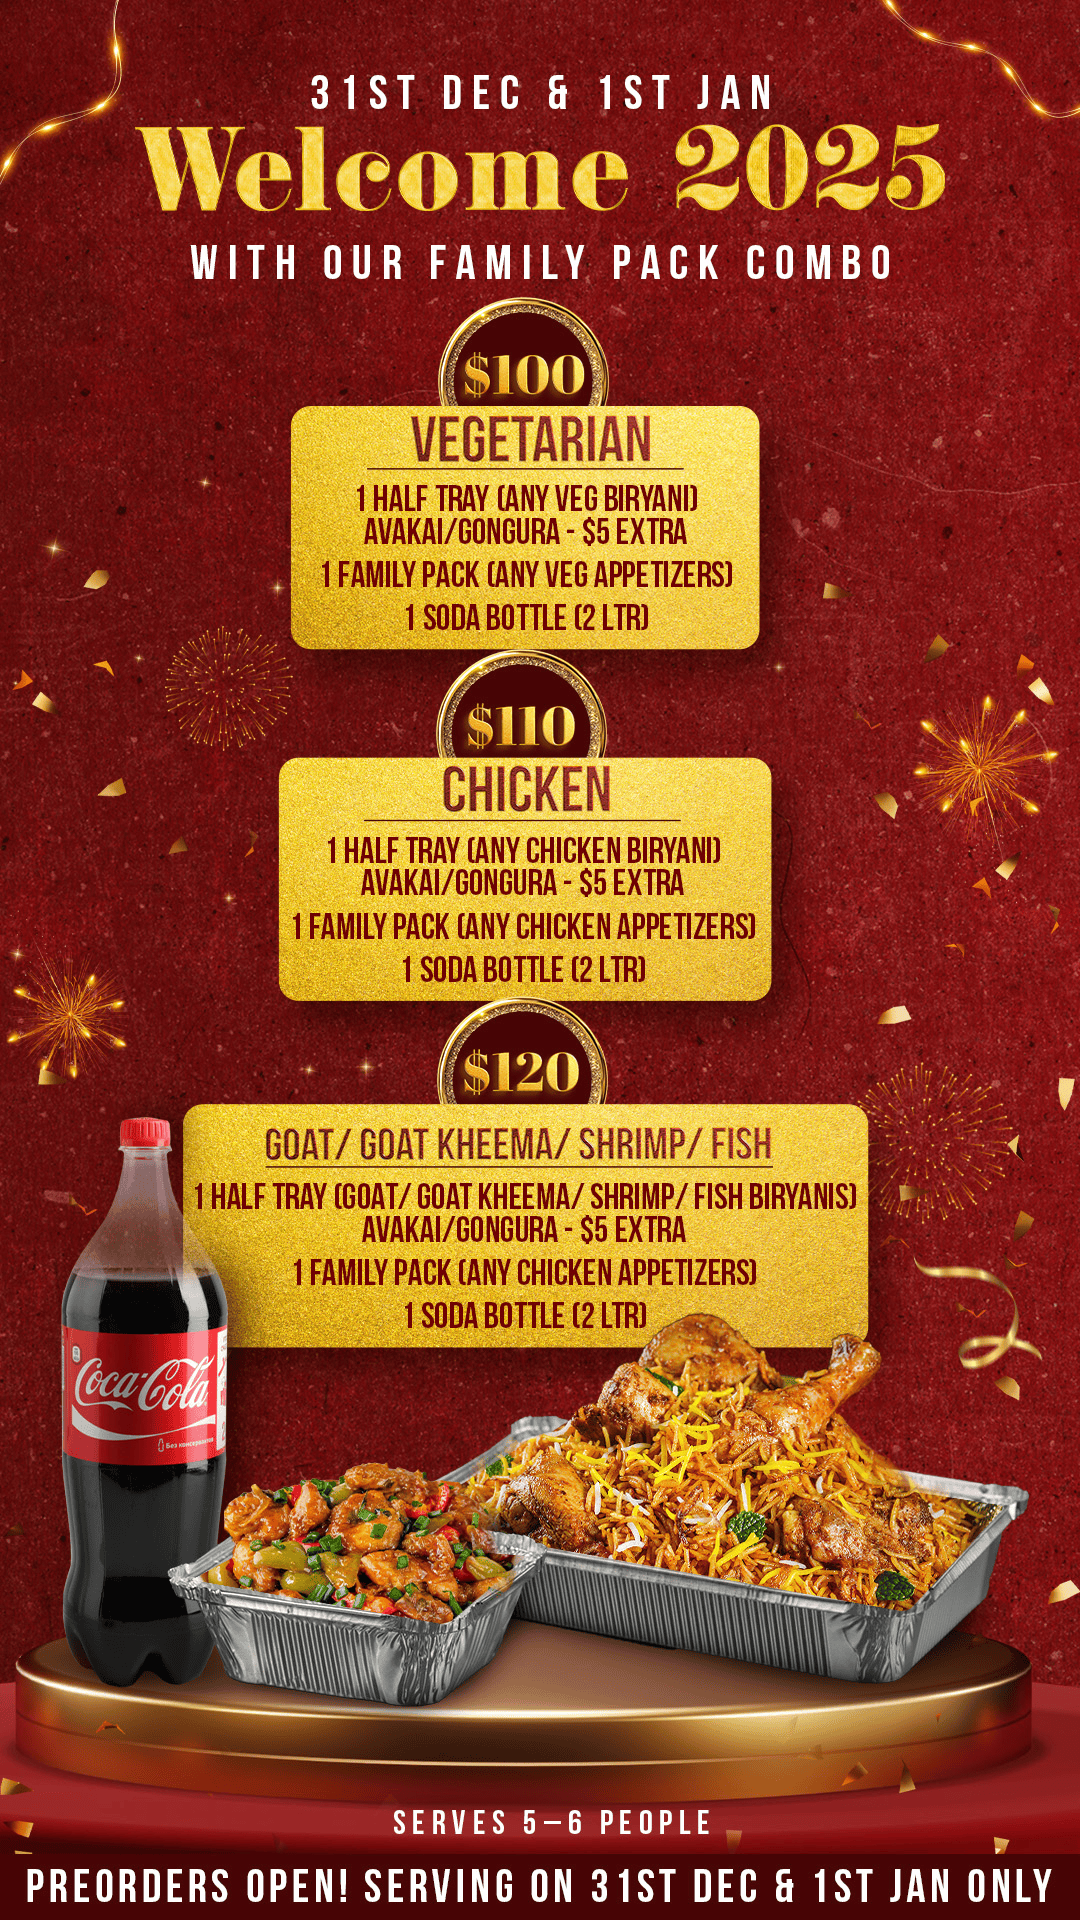 31ST DEC & 1ST JAN
Welcome 2025
WITH OUR FAMILY PACK COMBO
$100
VEGETARIAN
1 HALF TRAY (ANY VEG BIRYANI)
AVAKAI/GONGURA - $5 EXTRA
1 FAMILY PACK (ANY VEG APPETIZERS)
1 SODA BOTTLE (2 LTR)
$110
CHICKEN
1 HALF TRAY (ANY CHICKEN BIRYANI)
AVAKAI/GONGURA - $5 EXTRA
1 FAMILY PACK (ANY CHICKEN APPETIZERS)
1 SODA BOTTLE (2 LTR)
$120
GOAT/ GOAT KHEEMA/ SHRIMP/ FISH
1 HALF TRAY (GOAT/ GOAT KHEEMA/ SHRIMP/ FISH BIRYANIS)
AVAKAI/GONGURA - $5 EXTRA
1 FAMILY PACK (ANY CHICKEN APPETIZERS)
1 SODA BOTTLE (2 LTR)
Coca-Cola
Без консервантов
SERVES 5–6 PEOPLE
PREORDERS OPEN! SERVING ON 31ST DEC & 1ST JAN ONLY